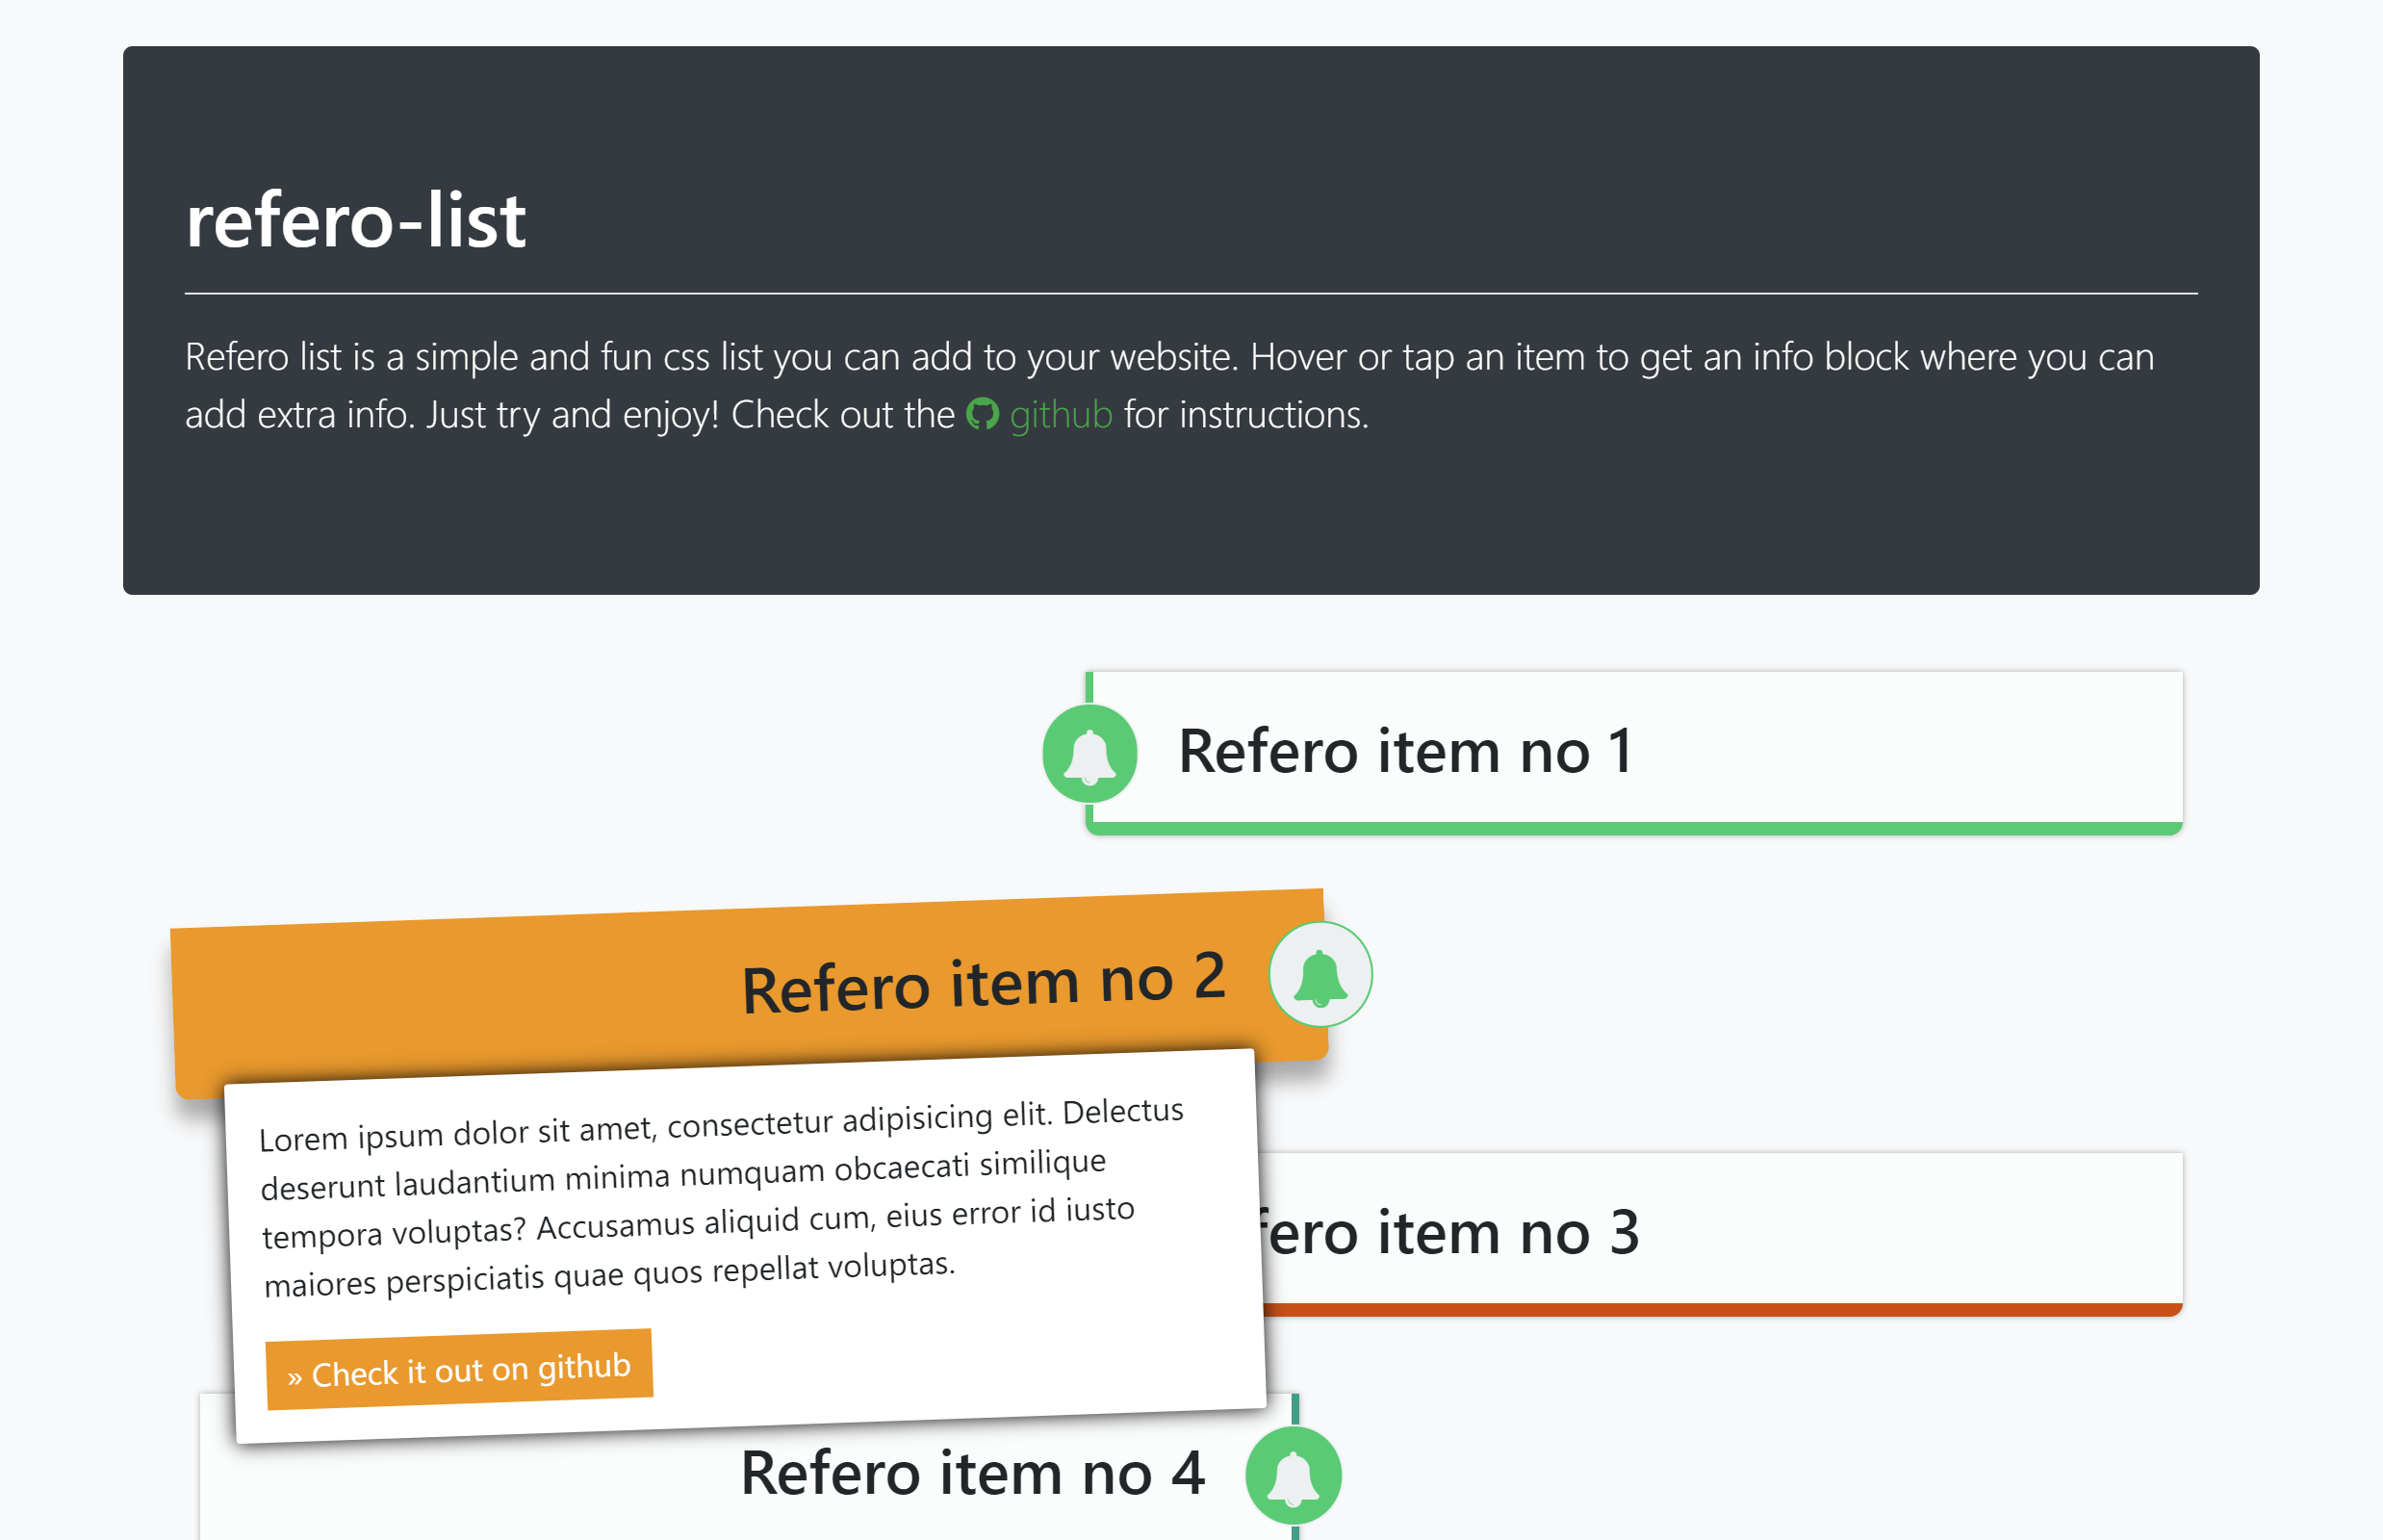 refero-list
Refero list is a simple and fun css list you can add to your website. Hover or tap an item to get an info block where you can
add extra info. Just try and enjoy! Check out the github for instructions.
Refero item no 1
Refero item no 2
Lorem ipsum dolor sit amet, consectetur adipisicing elit. Delectus
deserunt laudantium minima numquam obcaecati similique
tempora voluptas? Accusamus aliquid cum, eius error id iusto
maiores perspiciatis quae quos repellat voluptas.
» Check it out on github
item no 3
Refero item no 4